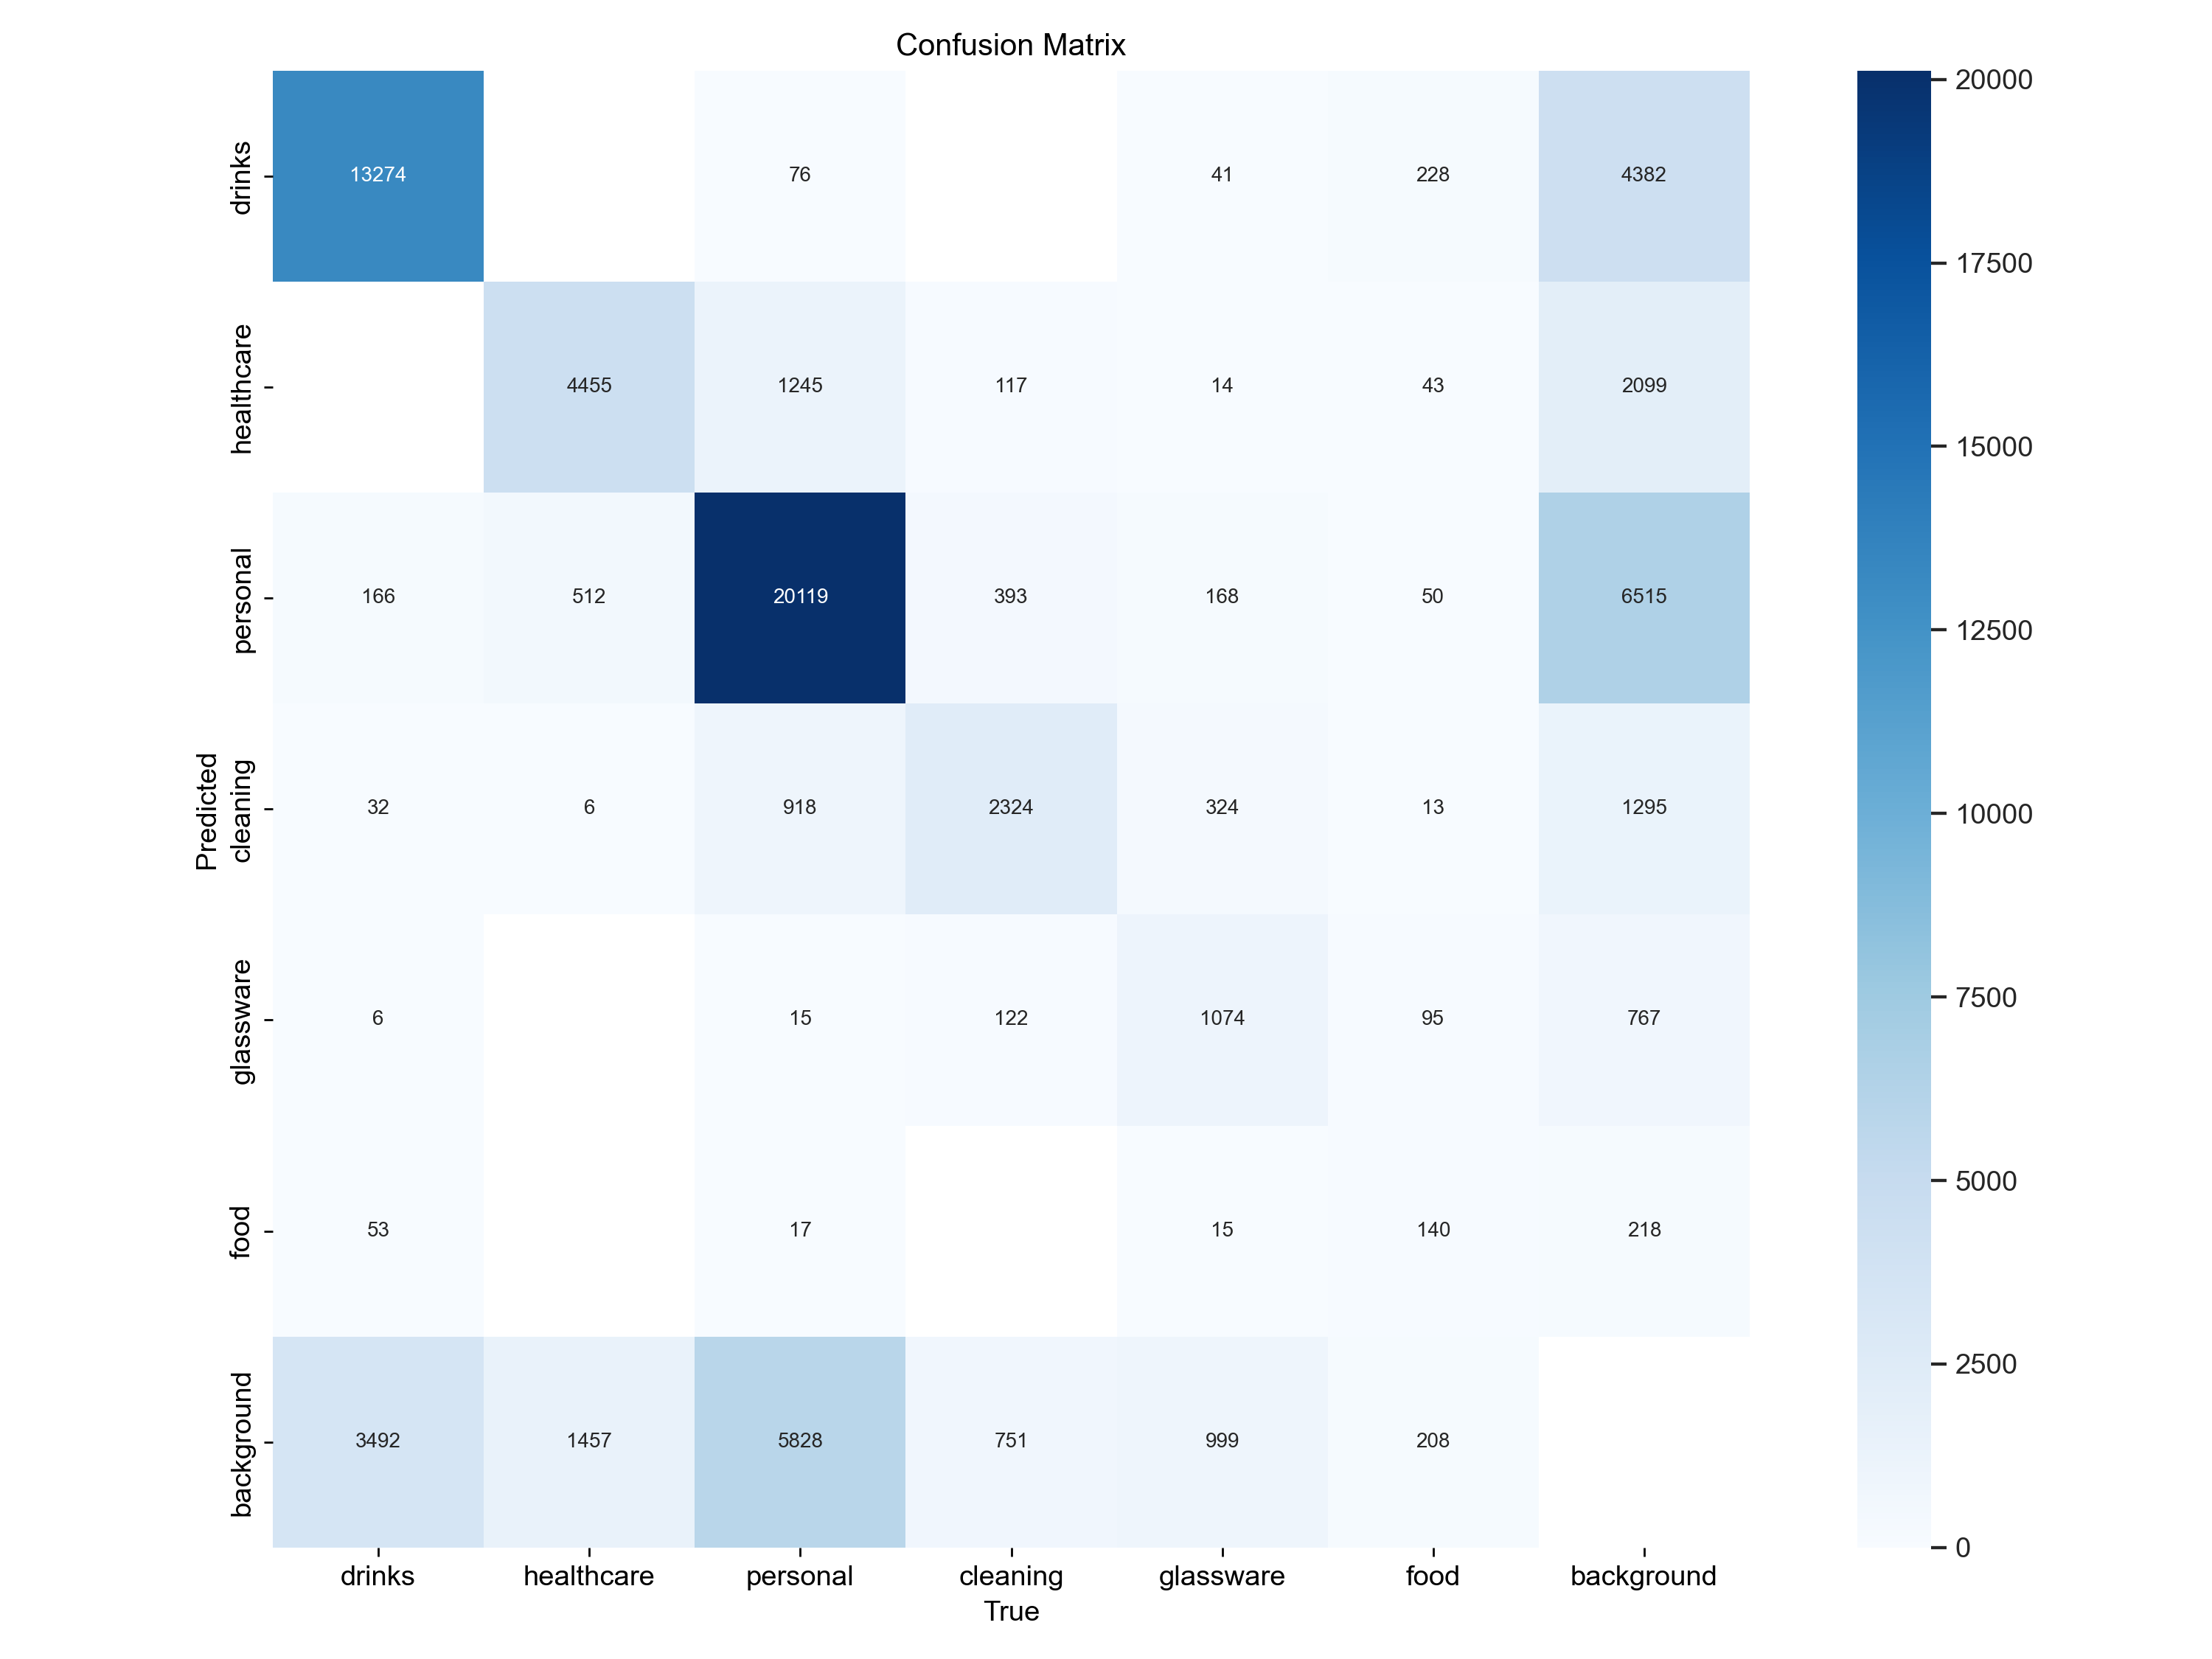 Confusion Matrix
drinks 13274 76 41 228 4382
healthcare 4455 1245 117 14 43 2099
personal 166 512 20119 393 168 50 6515
Predicted
cleaning 32 6 918 2324 324 13 1295
glassware 6 15 122 1074 95 767
food 53 17 15 140 218
background 3492 1457 5828 751 999 208
drinks healthcare personal cleaning glassware food background
True
20000
17500
15000
12500
10000
7500
5000
2500
0